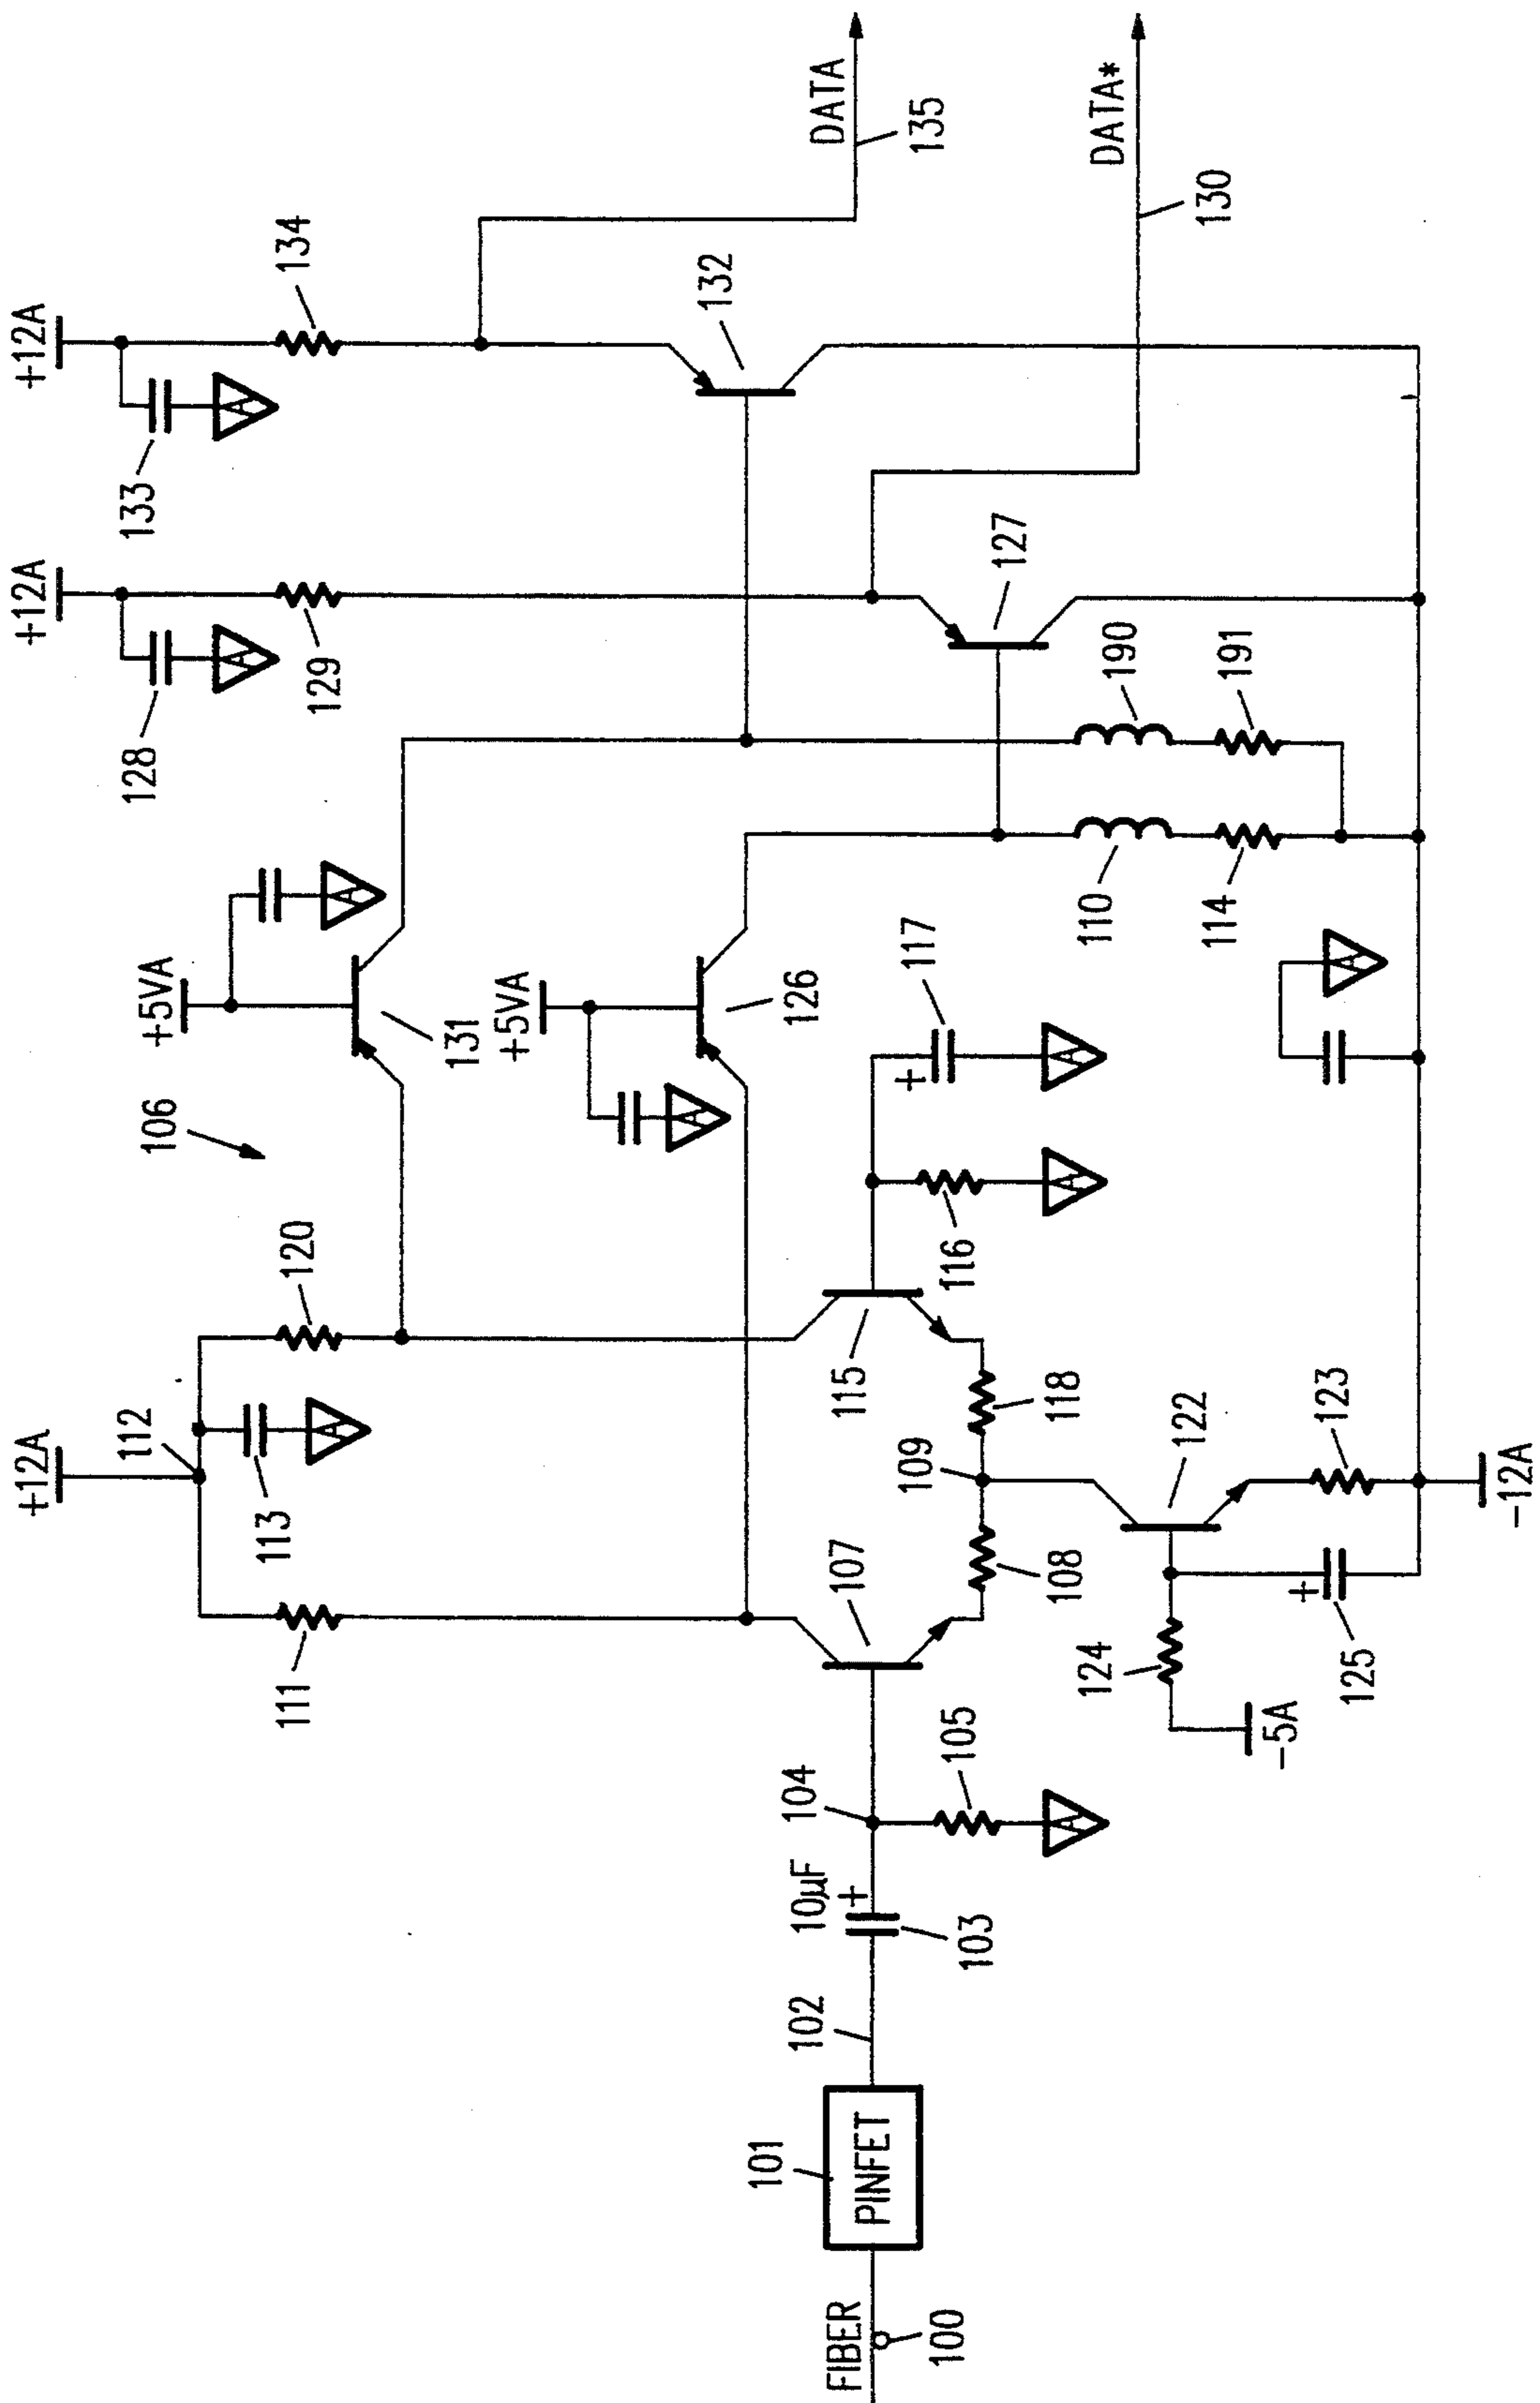 +12A
+12A
+12A
133
134
128
129
132
DATA
135
127
DATA*
130
+5VA
131
+5VA
126
106
190
191
110
114
112
113
120
111
A
A
A
A
A
A
A
A
A
A
117
116
115
118
109
107
108
122
123
124
125
-5A
-12A
104
105
10µF
+
+
+
103
102
101
PINFET
FIBER
100